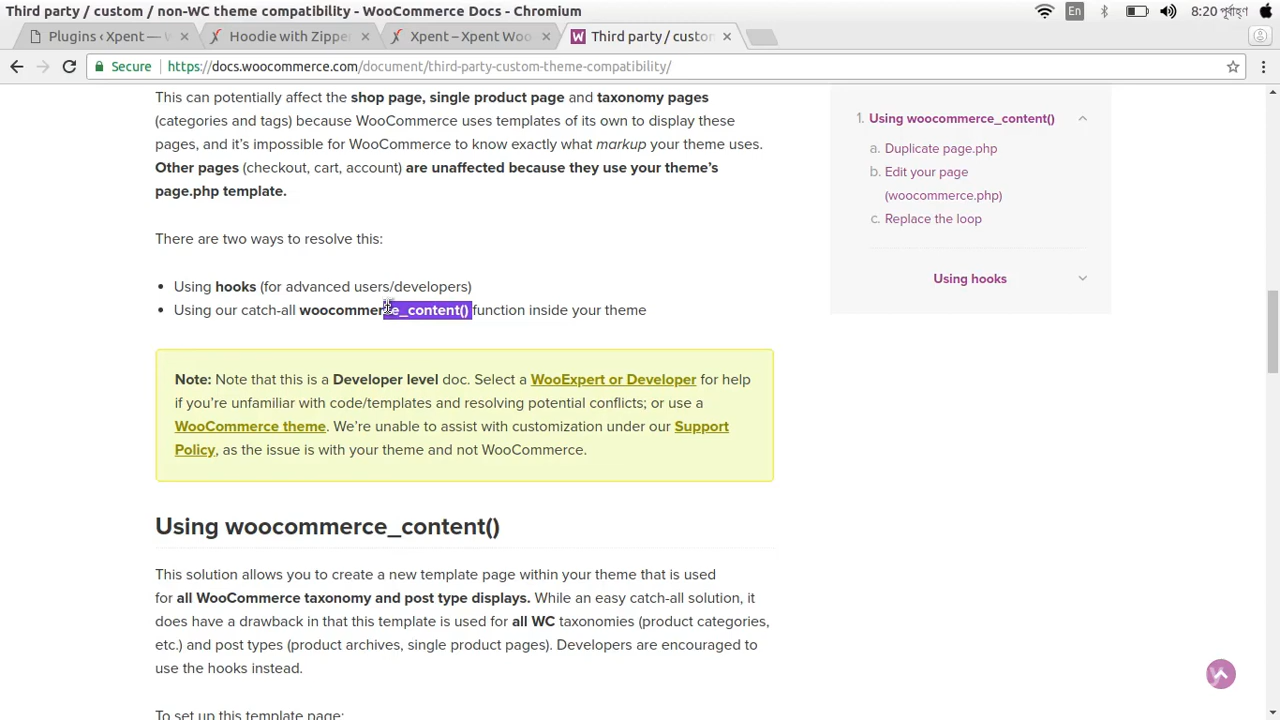 Third party / custom / non-WC theme compatibility - WooCommerce Docs - Chromium
En
8:20 পূর্বাহ্ণ
Plugins ‹ Xpent —
Hoodie with Zippe
Xpent – Xpent Woo
Third party / custo
Secure
https://docs.woocommerce.com/document/third-party-custom-theme-compatibility/
This can potentially affect the shop page, single product page and taxonomy pages
(categories and tags) because WooCommerce uses templates of its own to display these
pages, and it's impossible for WooCommerce to know exactly what markup your theme uses.
Other pages (checkout, cart, account) are unaffected because they use your theme's
page.php template.
There are two ways to resolve this:
• Using hooks (for advanced users/developers)
• Using our catch-all woocommerce_content() function inside your theme
Note: Note that this is a Developer level doc. Select a WooExpert or Developer for help
if you're unfamiliar with code/templates and resolving potential conflicts; or use a
WooCommerce theme. We're unable to assist with customization under our Support
Policy, as the issue is with your theme and not WooCommerce.
Using woocommerce_content()
This solution allows you to create a new template page within your theme that is used
for all WooCommerce taxonomy and post type displays. While an easy catch-all solution, it
does have a drawback in that this template is used for all WC taxonomies (product categories,
etc.) and post types (product archives, single product pages). Developers are encouraged to
use the hooks instead.
To set up this template page:
1. Using woocommerce_content()
a. Duplicate page.php
b. Edit your page
(woocommerce.php)
c. Replace the loop
Using hooks